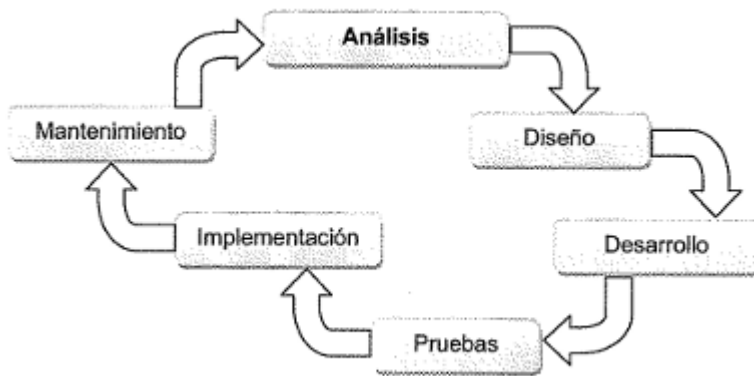 Análisis
Diseño
Desarrollo
Pruebas
Implementación
Mantenimiento